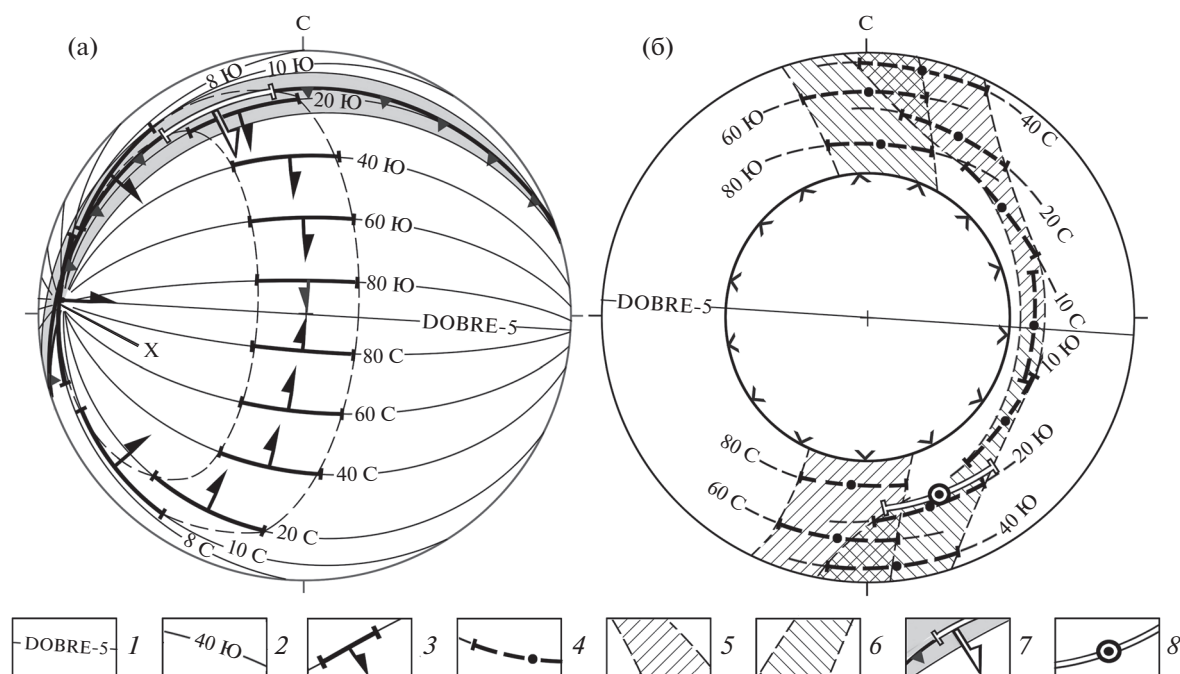 (а)
С
8 Ю
10 Ю
20 Ю
40 Ю
60 Ю
80 Ю
DOBRE-5
X
80 С
60 С
40 С
20 С
10 С
8 С
(б)
С
60 Ю
80 Ю
40 С
20 С
DOBRE-5
10 С
10 Ю
80 С
60 С
20 Ю
40 Ю
DOBRE-5 1
40 Ю 2
3
4
5
6
7
8